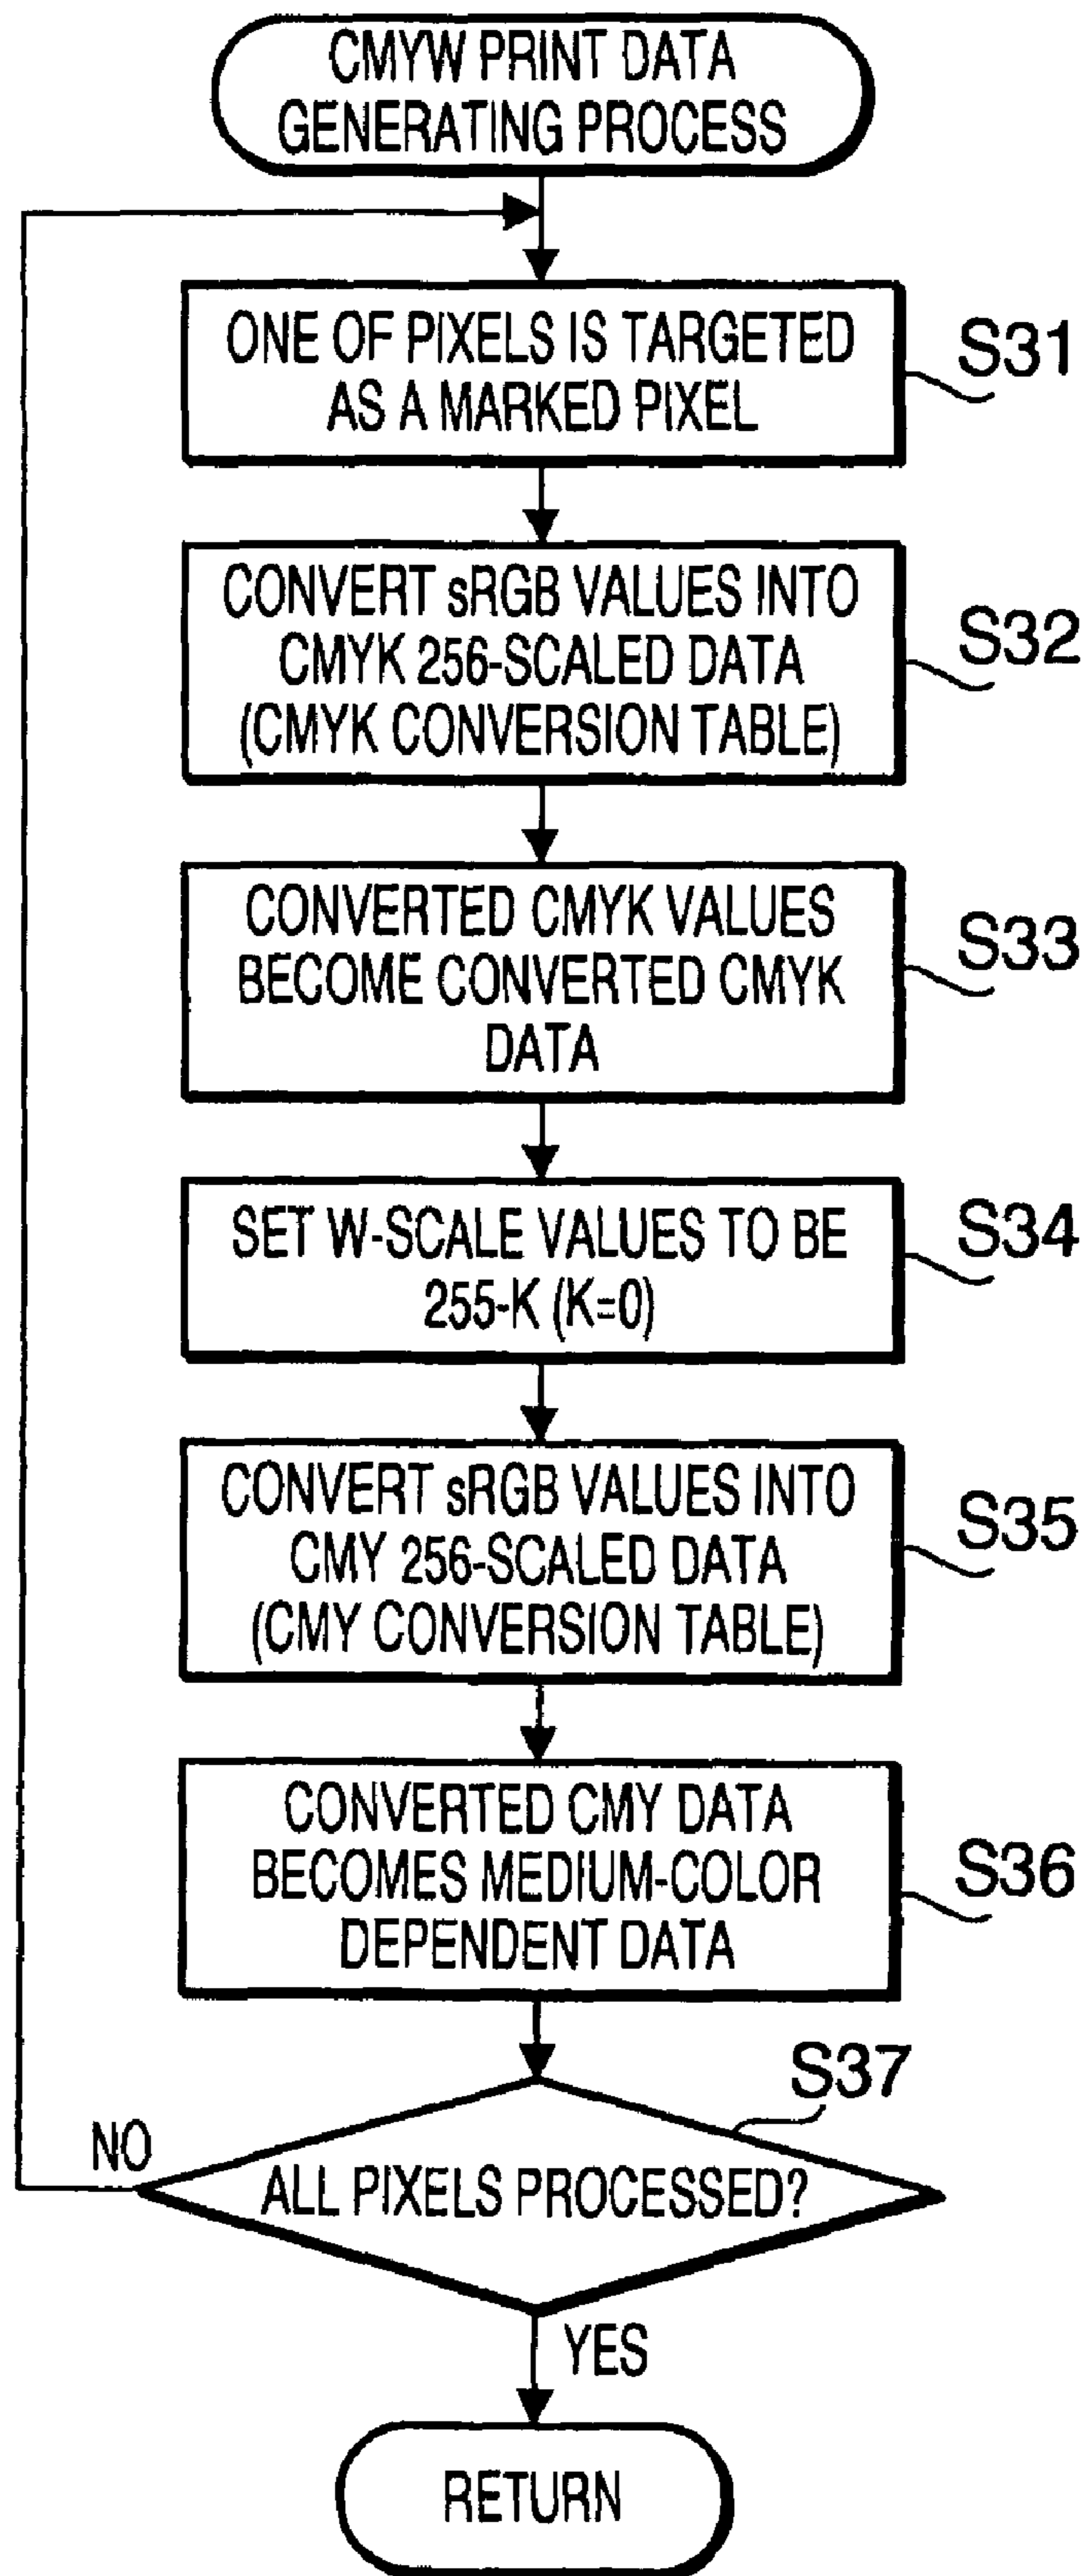 CMYW PRINT DATA
GENERATING PROCESS
ONE OF PIXELS IS TARGETED
AS A MARKED PIXEL
S31
CONVERT sRGB VALUES INTO
CMYK 256-SCALED DATA
(CMYK CONVERSION TABLE)
S32
CONVERTED CMYK VALUES
BECOME CONVERTED CMYK
DATA
S33
SET W-SCALE VALUES TO BE
255-K (K=0)
S34
CONVERT sRGB VALUES INTO
CMY 256-SCALED DATA
(CMY CONVERSION TABLE)
S35
CONVERTED CMY DATA
BECOMES MEDIUM-COLOR
DEPENDENT DATA
S36
S37
NO
ALL PIXELS PROCESSED?
YES
RETURN